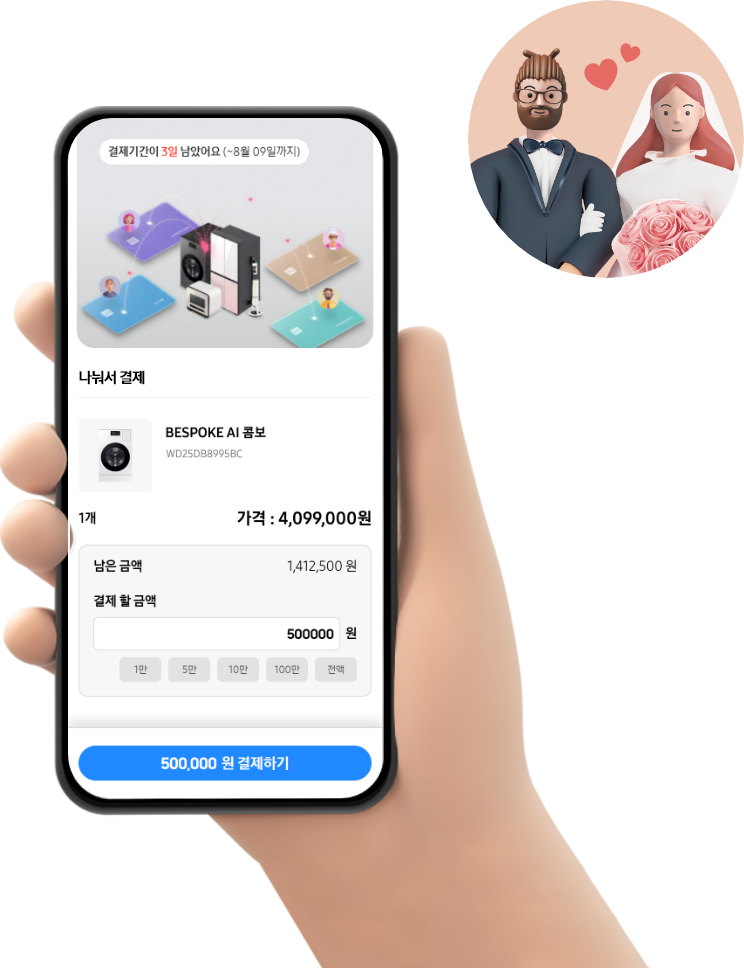 결제기간이 3일 남았어요 (~8월 09일까지)
나눠서 결제
BESPOKE AI 콤보
WD25DB8995BC
1개
가격 : 4,099,000원
남은 금액
1,412,500 원
결제 할 금액
500000 원
1만 5만 10만 100만 전액
500,000 원 결제하기